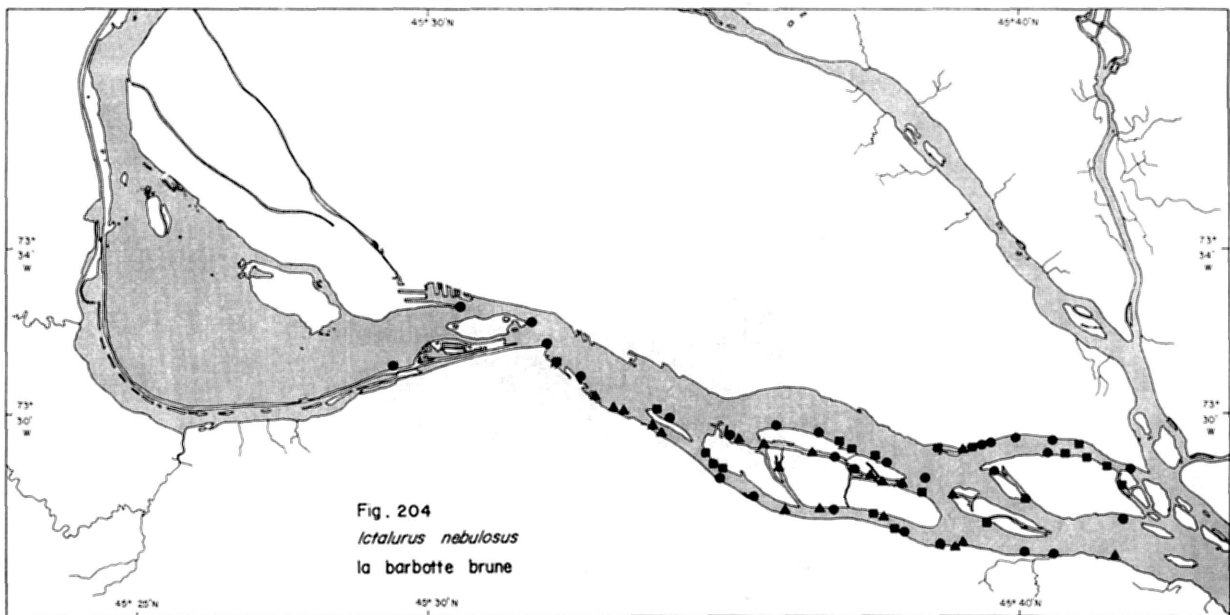 45° 30' N
45° 40' N
73°
34'
W
73°
34'
W
73°
30'
W
73°
30'
W
Fig. 204
Ictalurus nebulosus
la barbotte brune
45° 25' N
45° 30' N
45° 40' N